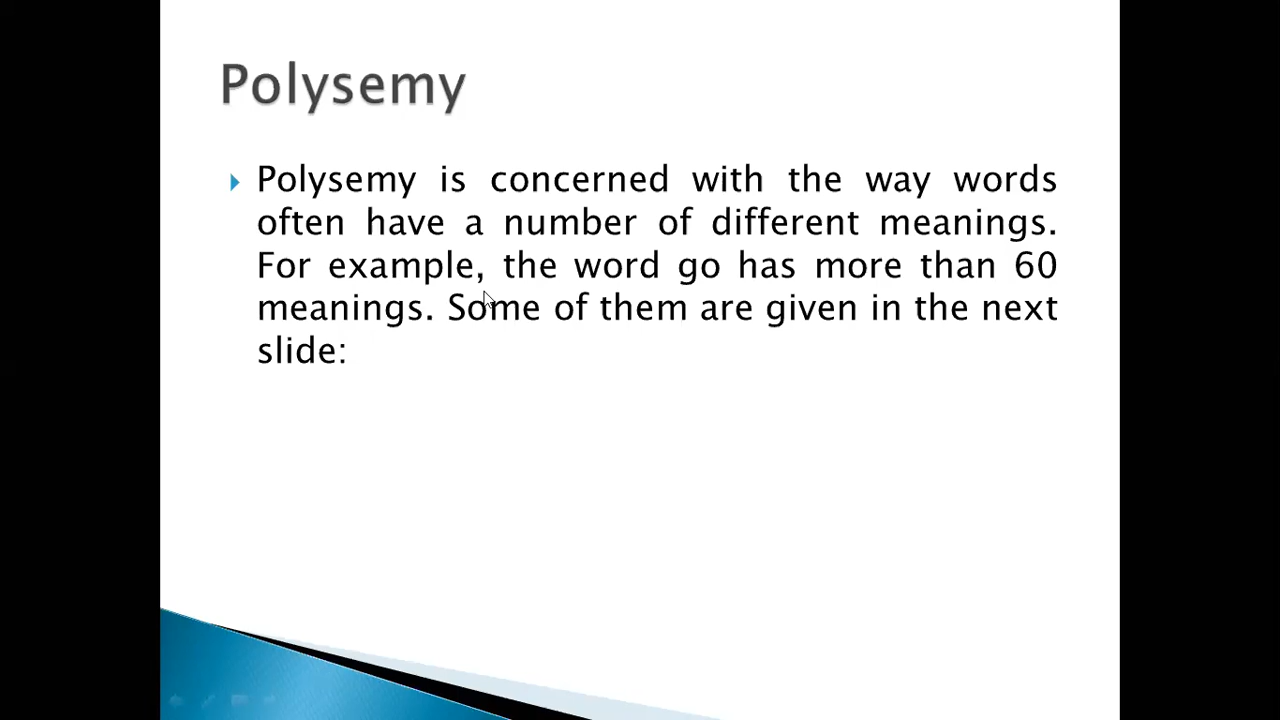 Polysemy
Polysemy is concerned with the way words
often have a number of different meanings.
For example, the word go has more than 60
meanings. Some of them are given in the next
slide: